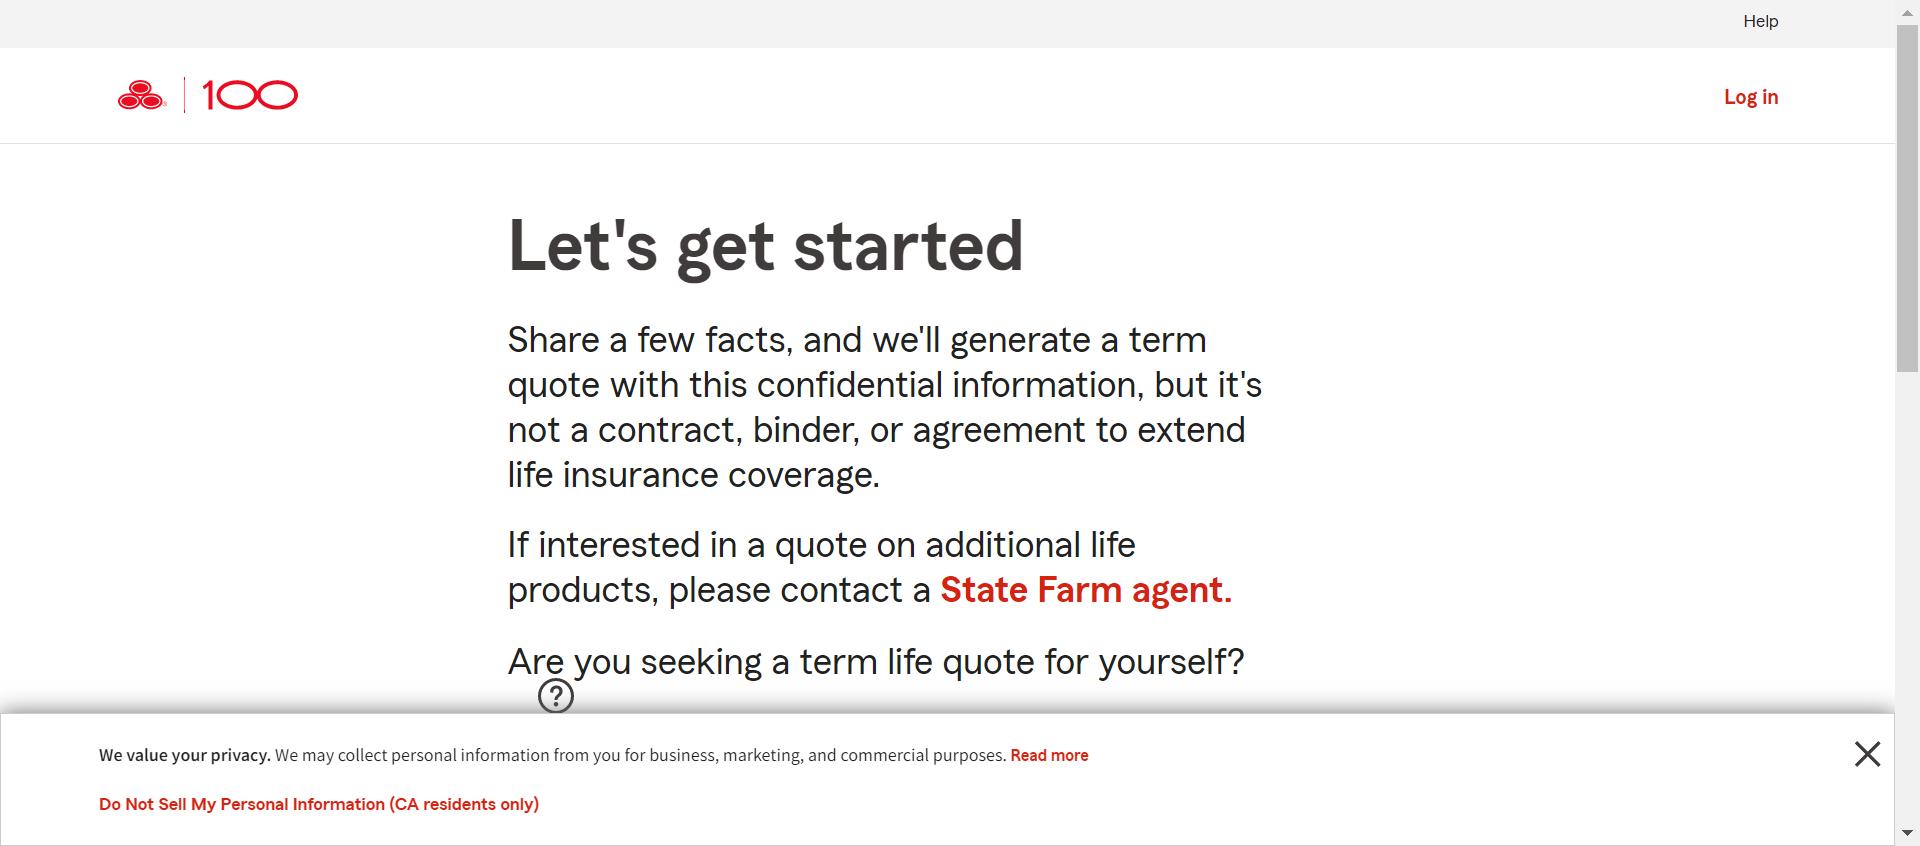 Help
100
Log in
Let's get started
Share a few facts, and we'll generate a term
quote with this confidential information, but it's
not a contract, binder, or agreement to extend
life insurance coverage.
If interested in a quote on additional life
products, please contact a State Farm agent.
Are you seeking a term life quote for yourself?
?
We value your privacy. We may collect personal information from you for business, marketing, and commercial purposes. Read more
Do Not Sell My Personal Information (CA residents only)